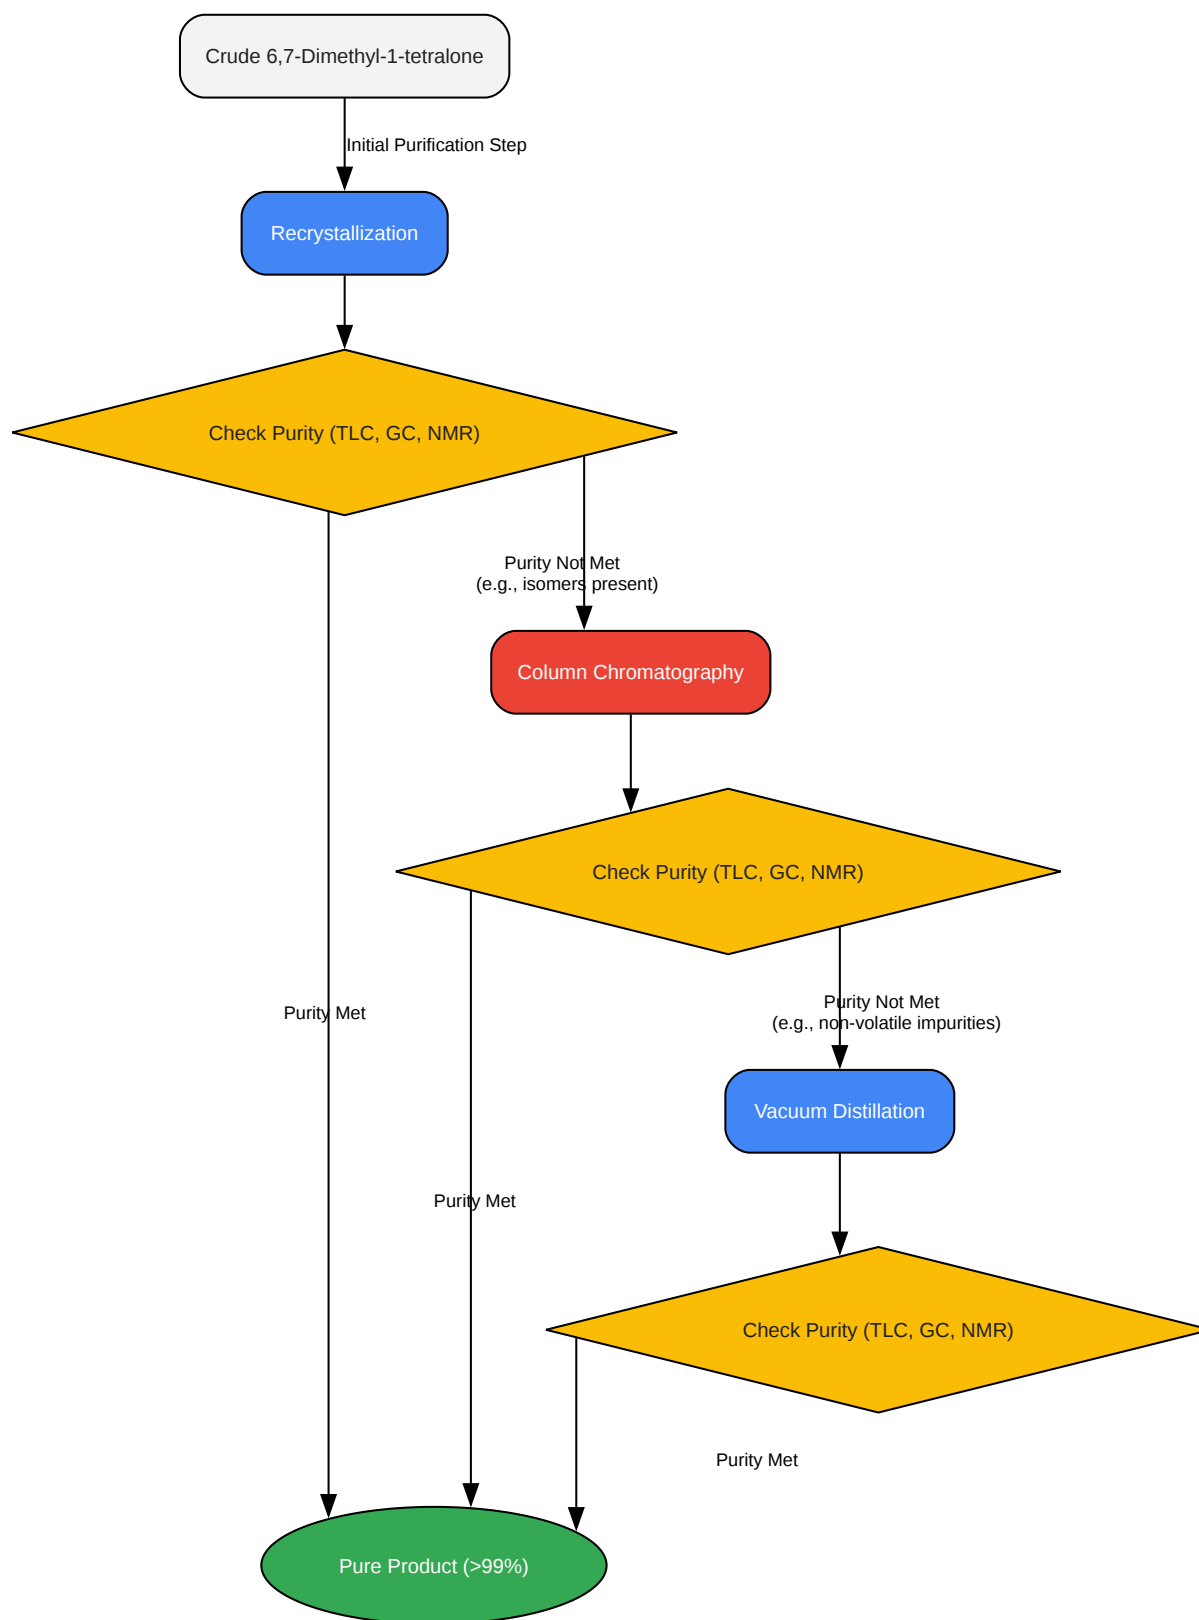 Crude 6,7-Dimethyl-1-tetralone
Initial Purification Step
Recrystallization
Check Purity (TLC, GC, NMR)
Purity Not Met
(e.g., isomers present)
Column Chromatography
Check Purity (TLC, GC, NMR)
Purity Met
Purity Not Met
(e.g., non-volatile impurities)
Vacuum Distillation
Purity Met
Check Purity (TLC, GC, NMR)
Purity Met
Pure Product (>99%)